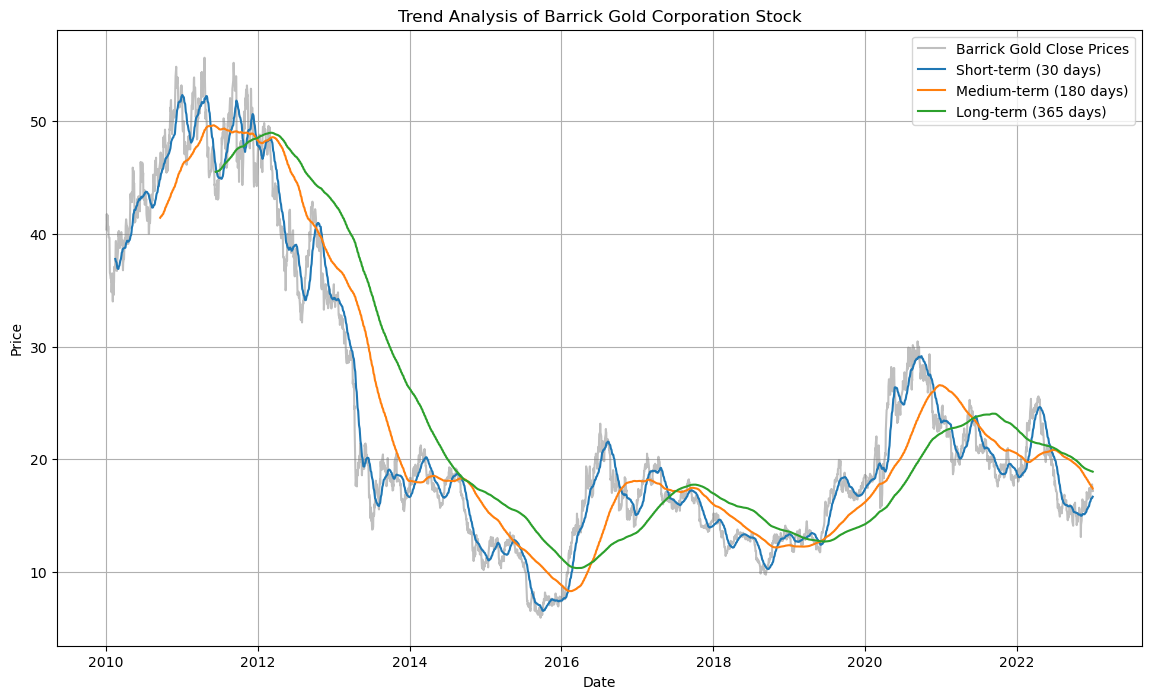 Trend Analysis of Barrick Gold Corporation Stock
Barrick Gold Close Prices
Short-term (30 days)
Medium-term (180 days)
Long-term (365 days)
Price
50
40
30
20
10
2010 2012 2014 2016 2018 2020 2022
Date